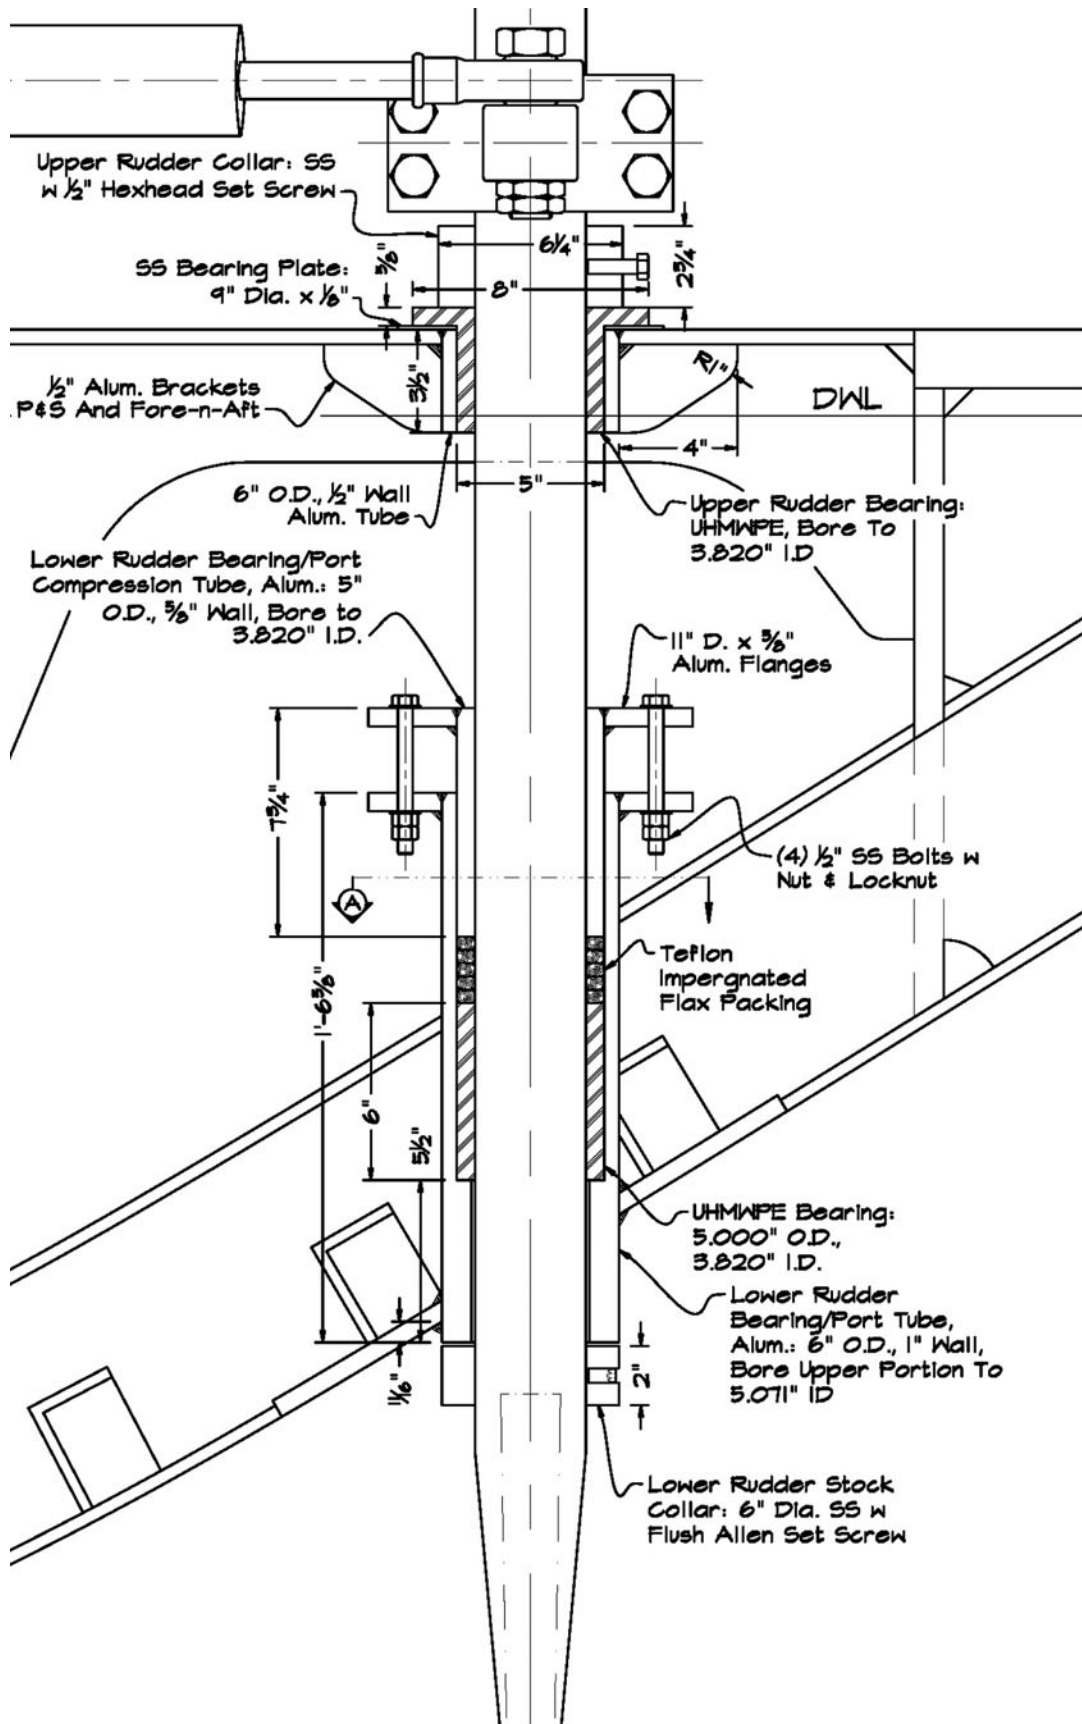 Upper Rudder Collar: SS
w ½" Hexhead Set Screw
6¼"
2¾"
⅝"
SS Bearing Plate:
9" Dia. x ⅛"
8"
½" Alum. Brackets
P&S And Fore-n-Aft
3½"
R1"
DWL
4"
5"
6" O.D., ½" Wall
Alum. Tube
Upper Rudder Bearing:
UHMWPE, Bore To
3.820" I.D
Lower Rudder Bearing/Port
Compression Tube, Alum.: 5"
O.D., ⅝" Wall, Bore to
3.820" I.D.
11" D. x ⅝"
Alum. Flanges
7¾"
(4) ½" SS Bolts w
Nut & Locknut
A
Teflon
Impergnated
Flax Packing
1'-6⅝"
6"
5½"
UHMWPE Bearing:
5.000" O.D.,
3.820" I.D.
Lower Rudder
Bearing/Port Tube,
Alum.: 6" O.D., 1" Wall,
Bore Upper Portion To
5.071" ID
1/16"
2"
Lower Rudder Stock
Collar: 6" Dia. SS w
Flush Allen Set Screw